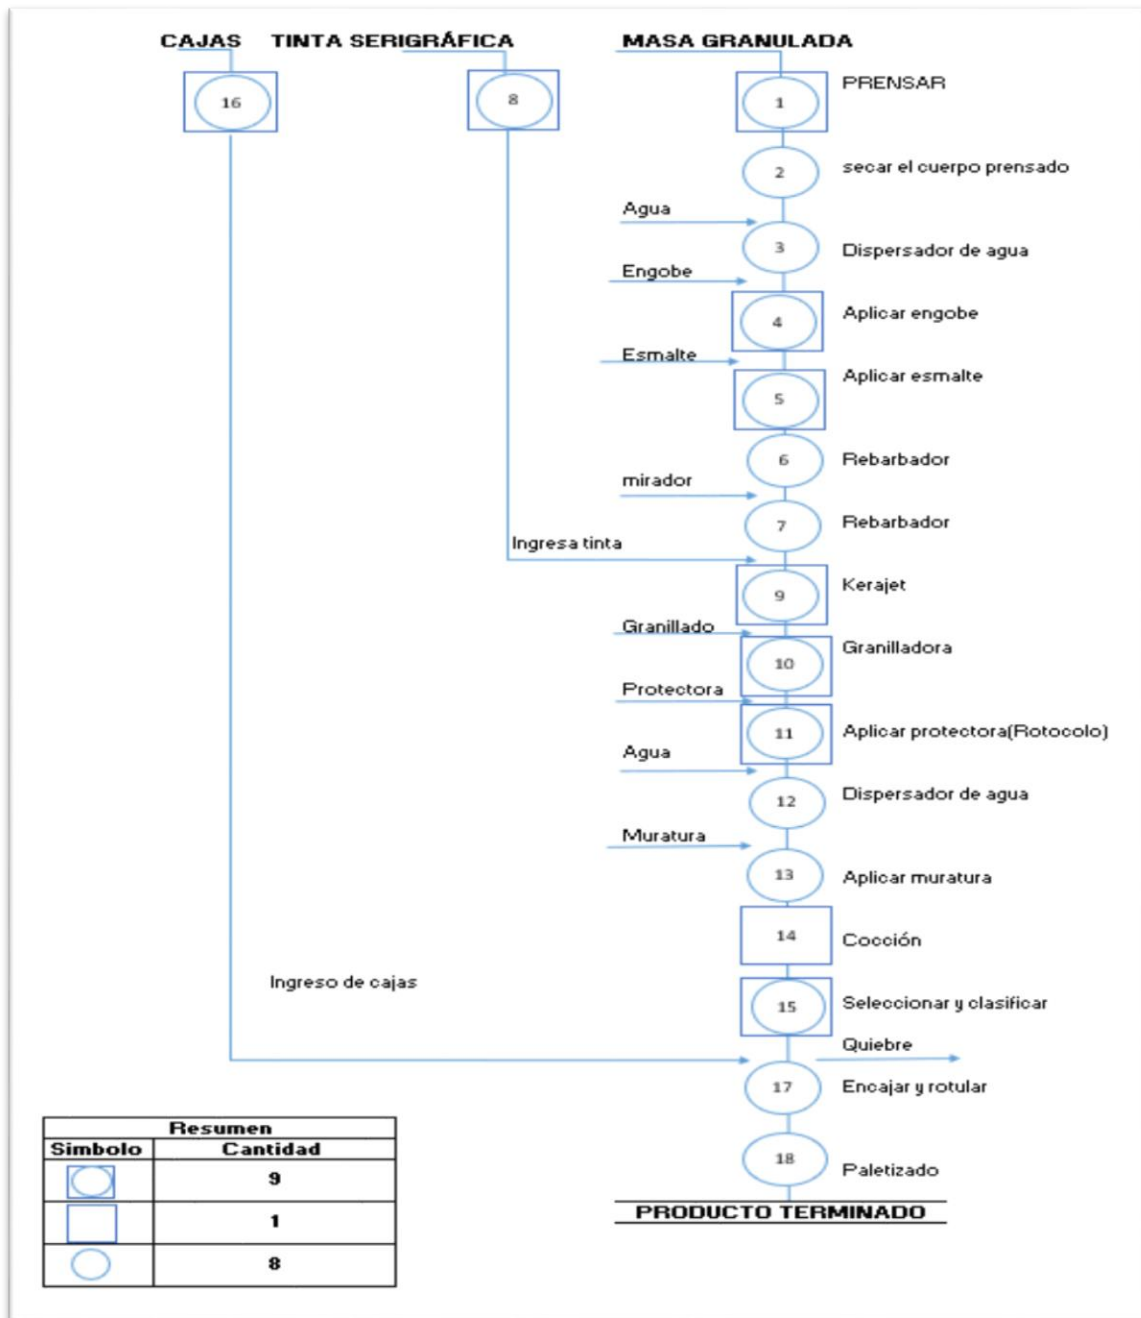 CAJAS TINTA SERIGRÁFICA MASA GRANULADA
16
8
1
PRENSAR
2
secar el cuerpo prensado
Agua
3
Dispersador de agua
Engobe
4
Aplicar engobe
Esmalte
5
Aplicar esmalte
6
Rebarbador
mirador
7
Rebarbador
Ingresa tinta
9
Kerajet
Granillado
10
Granilladora
Protectora
11
Aplicar protectora(Rotocolo)
Agua
12
Dispersador de agua
Muratura
13
Aplicar muratura
14
Cocción
Ingreso de cajas
15
Seleccionar y clasificar
Quiebre
17
Encajar y rotular
18
Paletizado
PRODUCTO TERMINADO
Resumen
Simbolo Cantidad
9
1
8